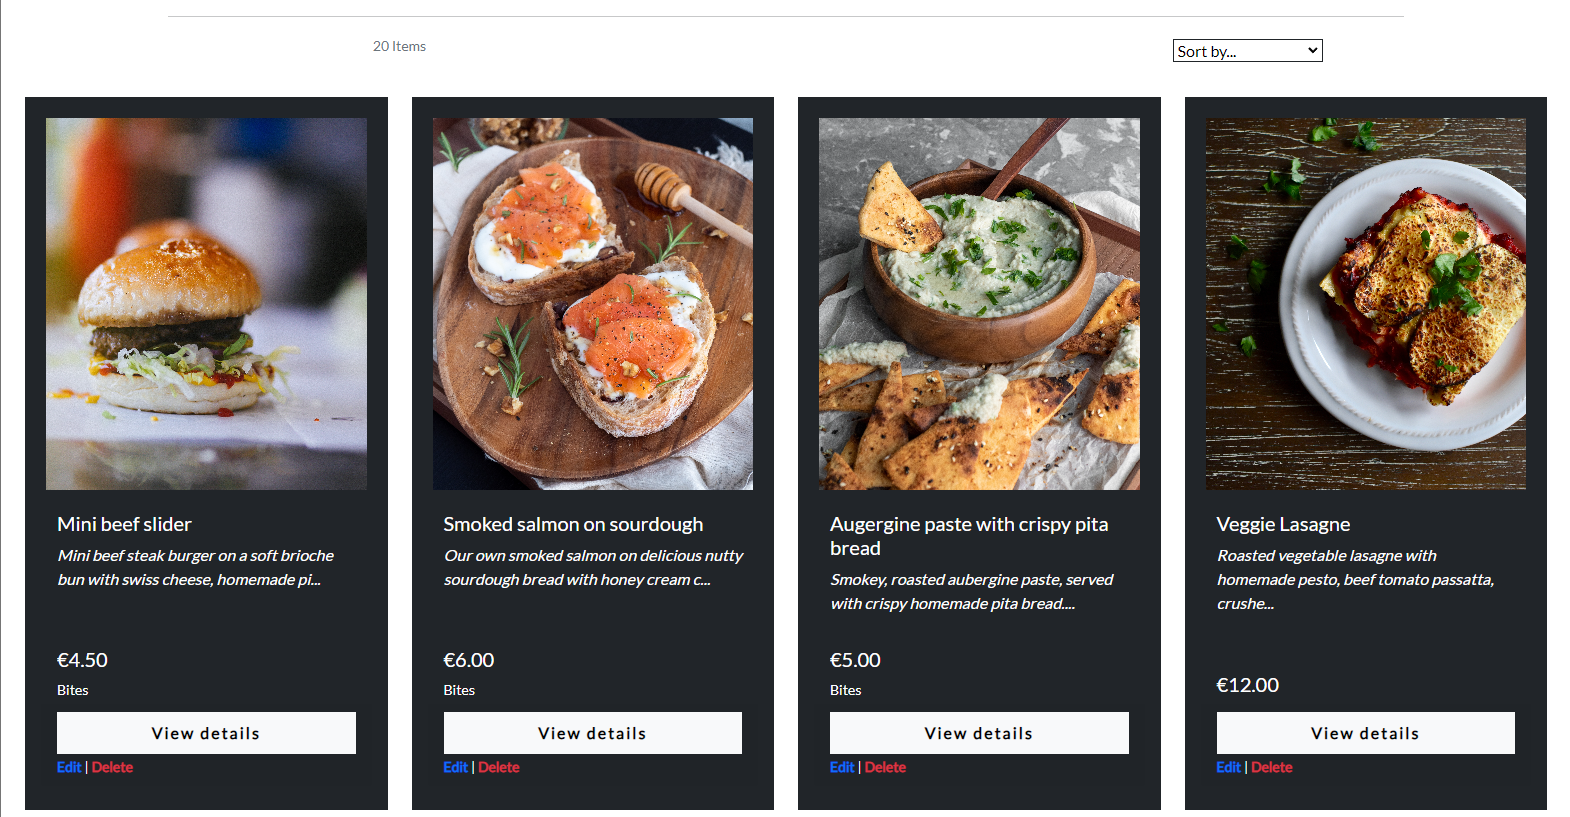 20 Items
Sort by...
Mini beef slider
Mini beef steak burger on a soft brioche
bun with swiss cheese, homemade pi...
€4.50
Bites
View details
Edit | Delete
Smoked salmon on sourdough
Our own smoked salmon on delicious nutty
sourdough bread with honey cream c...
€6.00
Bites
View details
Edit | Delete
Augergine paste with crispy pita
bread
Smokey, roasted aubergine paste, served
with crispy homemade pita bread....
€5.00
Bites
View details
Edit | Delete
Veggie Lasagne
Roasted vegetable lasagne with
homemade pesto, beef tomato passatta,
crushe...
€12.00
View details
Edit | Delete